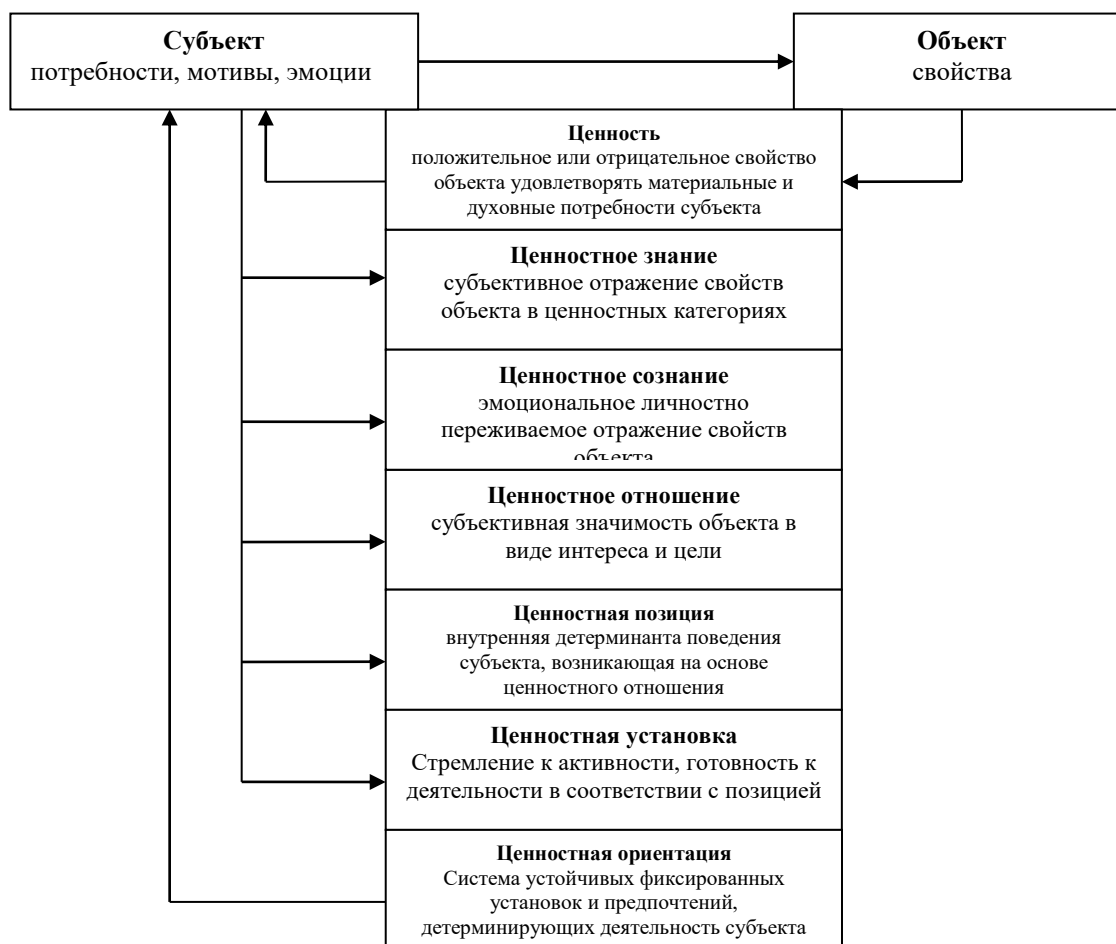 Субъект
потребности, мотивы, эмоции
Объект
свойства
Ценность
положительное или отрицательное свойство
объекта удовлетворять материальные и
духовные потребности субъекта
Ценностное знание
субъективное отражение свойств
объекта в ценностных категориях
Ценностное сознание
эмоциональное личностно
переживаемое отражение свойств
объекта
Ценностное отношение
субъективная значимость объекта в
виде интереса и цели
Ценностная позиция
внутренняя детерминанта поведения
субъекта, возникающая на основе
ценностного отношения
Ценностная установка
Стремление к активности, готовность к
деятельности в соответствии с позицией
Ценностная ориентация
Система устойчивых фиксированных
установок и предпочтений,
детерминирующих деятельность субъекта